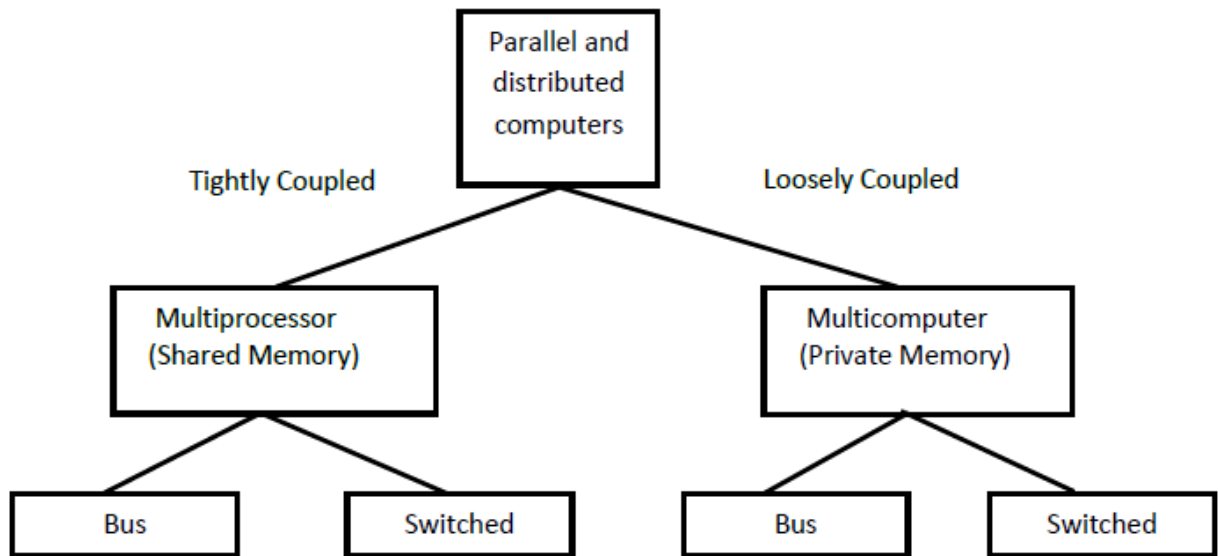 Parallel and
distributed
computers
Tightly Coupled
Loosely Coupled
Multiprocessor
(Shared Memory)
Multicomputer
(Private Memory)
Bus
Switched
Bus
Switched